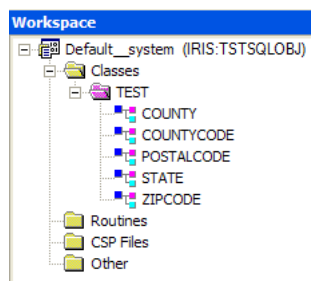 Workspace
Default__system (IRIS:TSTSQLOBJ)
Classes
TEST
COUNTY
COUNTYCODE
POSTALCODE
STATE
ZIPCODE
Routines
CSP Files
Other